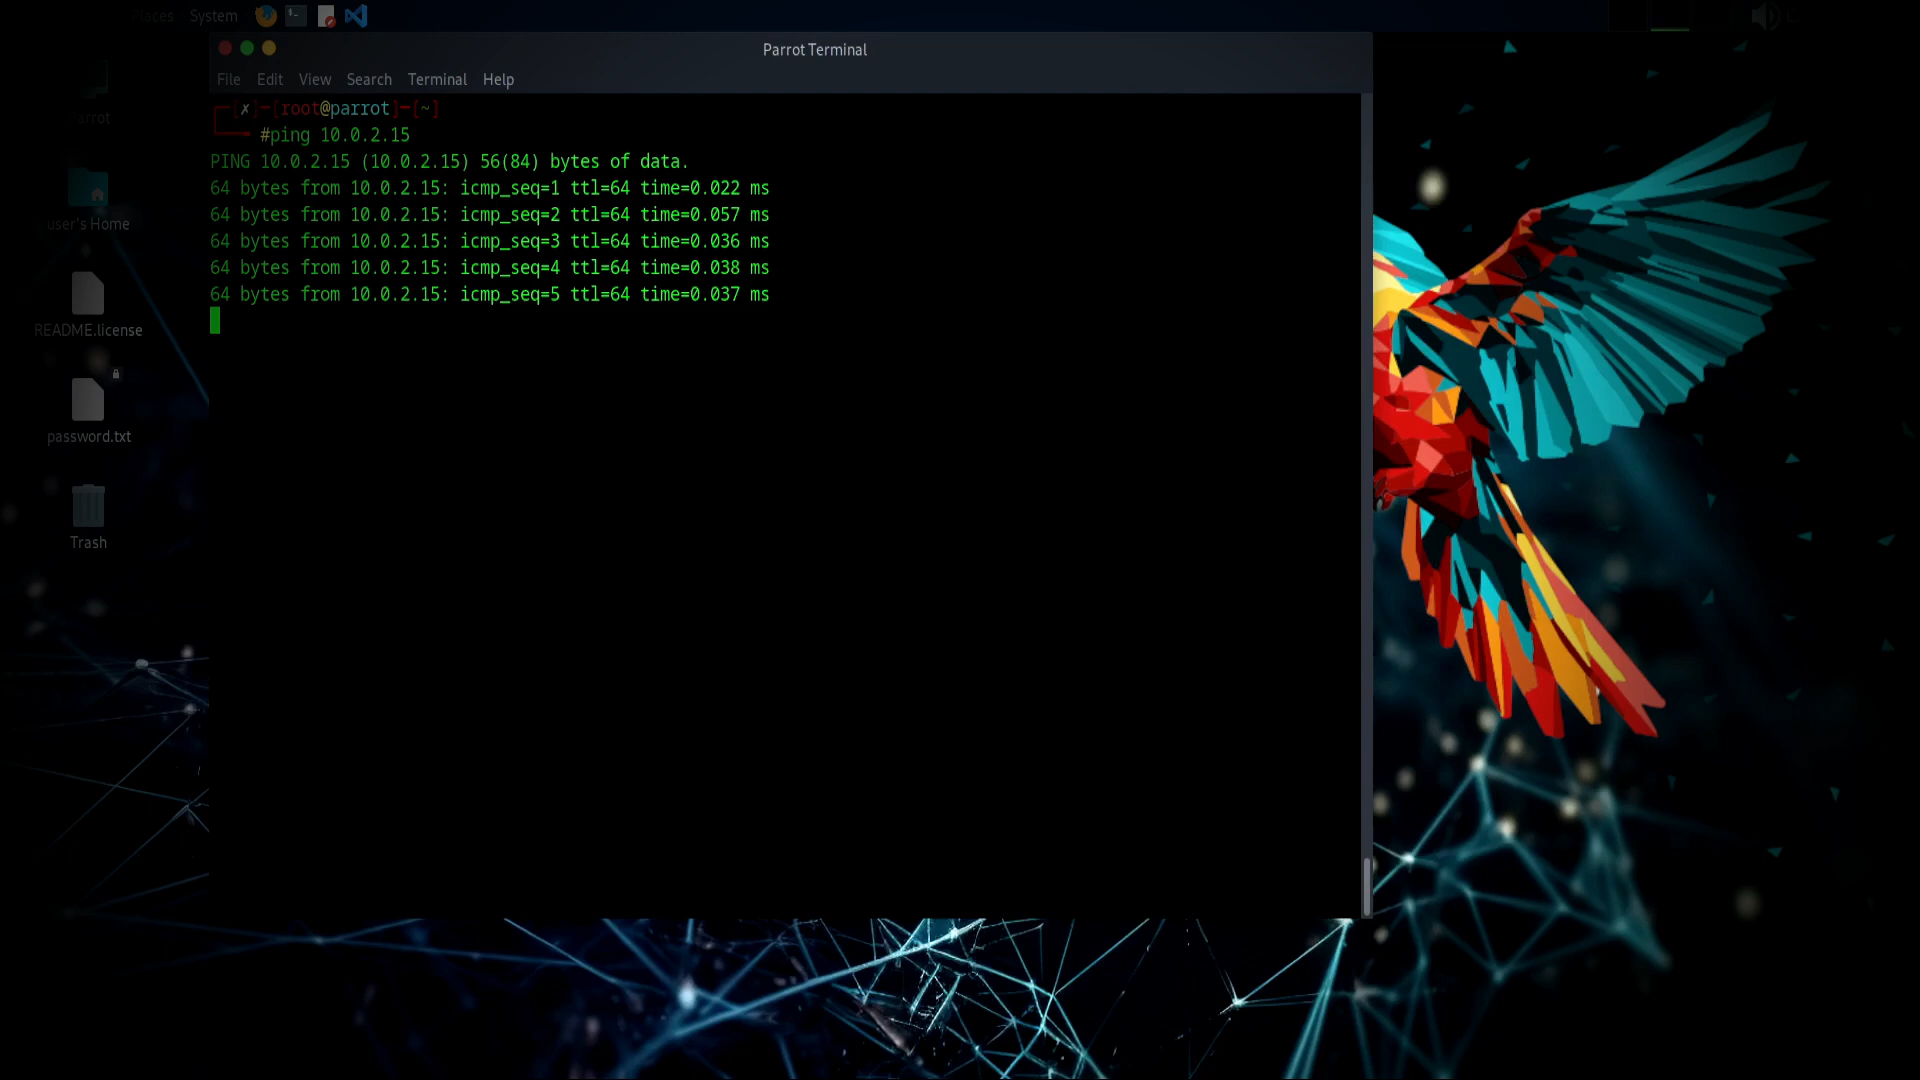 Places System
Parrot Terminal
File Edit View Search Terminal Help
[✗]─[root@parrot]─[~]
#ping 10.0.2.15
PING 10.0.2.15 (10.0.2.15) 56(84) bytes of data.
64 bytes from 10.0.2.15: icmp_seq=1 ttl=64 time=0.022 ms
64 bytes from 10.0.2.15: icmp_seq=2 ttl=64 time=0.057 ms
64 bytes from 10.0.2.15: icmp_seq=3 ttl=64 time=0.036 ms
64 bytes from 10.0.2.15: icmp_seq=4 ttl=64 time=0.038 ms
64 bytes from 10.0.2.15: icmp_seq=5 ttl=64 time=0.037 ms
user's Home
README.license
password.txt
Trash